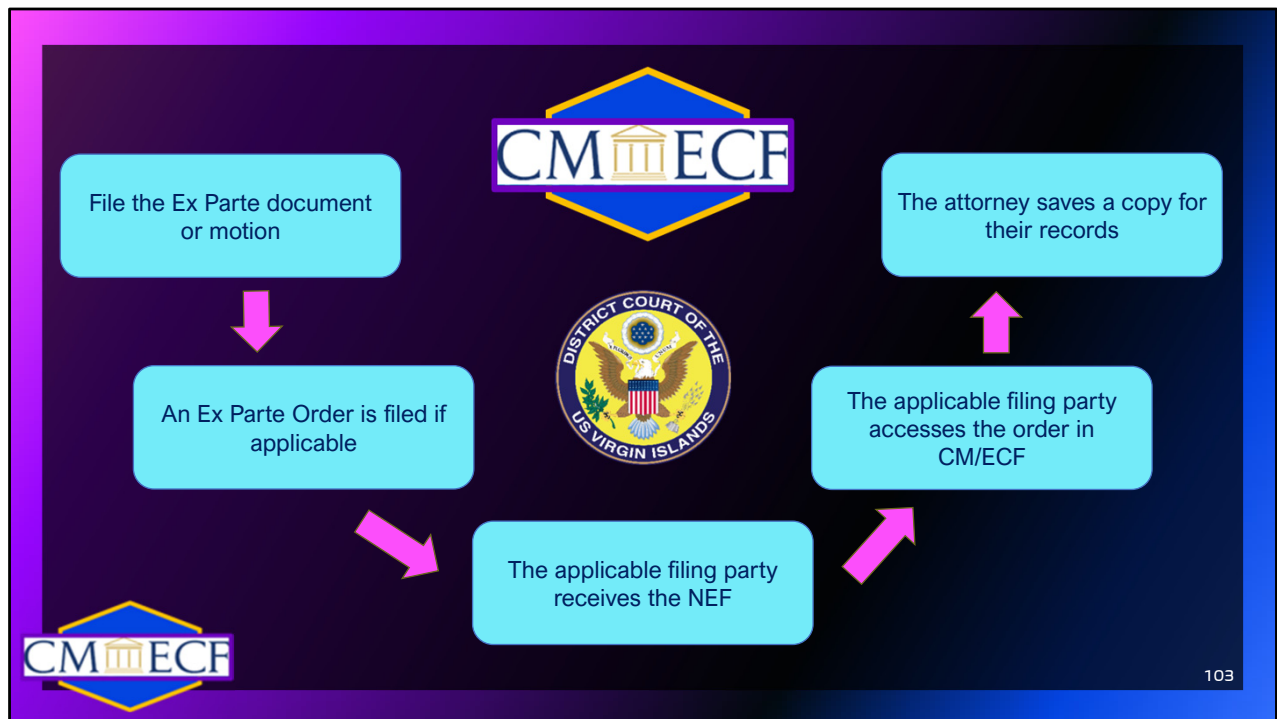 CM ECF
File the Ex Parte document
or motion
The attorney saves a copy for
their records
DISTRICT COURT OF THE
US VIRGIN ISLANDS
An Ex Parte Order is filed if
applicable
The applicable filing party
accesses the order in
CM/ECF
The applicable filing party
receives the NEF
CM ECF
103